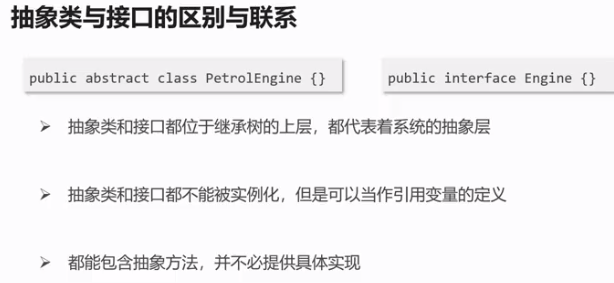 抽象类与接口的区别与联系
public abstract class PetrolEngine {}
public interface Engine {}
➢ 抽象类和接口都位于继承树的上层，都代表着系统的抽象层
➢ 抽象类和接口都不能被实例化，但是可以当作引用变量的定义
➢ 都能包含抽象方法，并不必提供具体实现